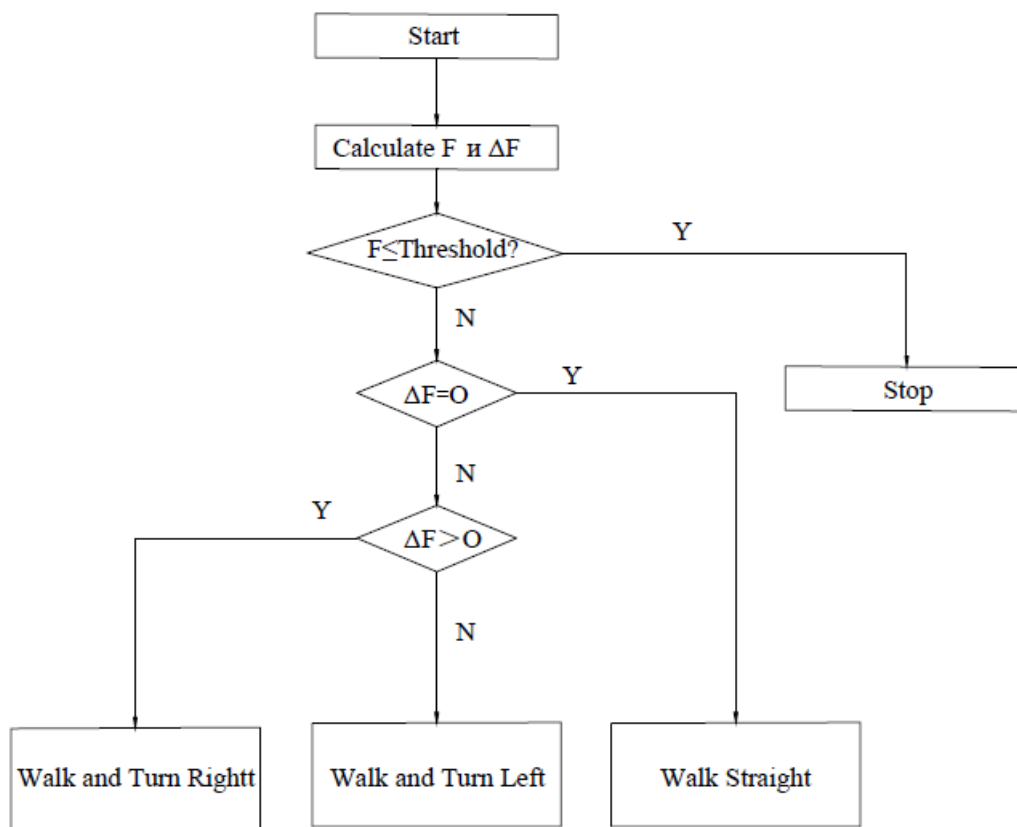 Start
Calculate F и ΔF
F≤Threshold?
Y
N
ΔF=O
Y
Stop
N
Y
ΔF>O
N
Walk and Turn Rightt
Walk and Turn Left
Walk Straight